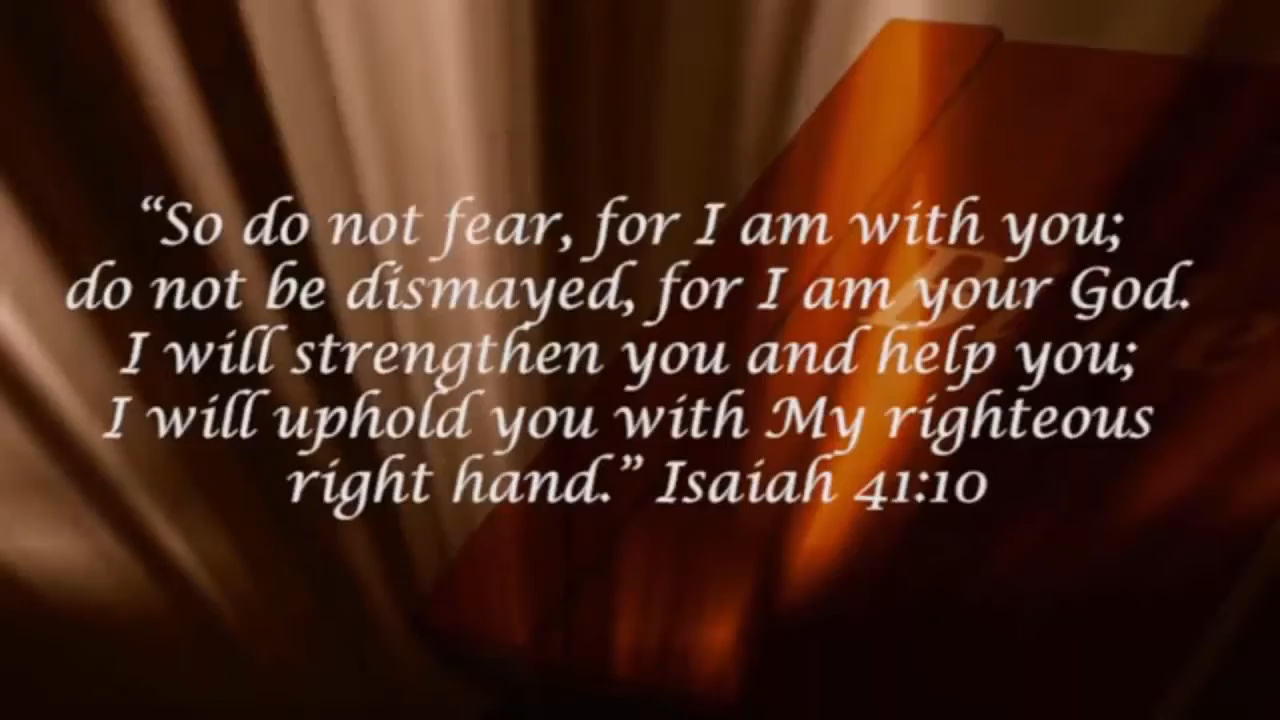 “So do not fear, for I am with you;
do not be dismayed, for I am your God.
I will strengthen you and help you;
I will uphold you with My righteous
right hand.” Isaiah 41:10